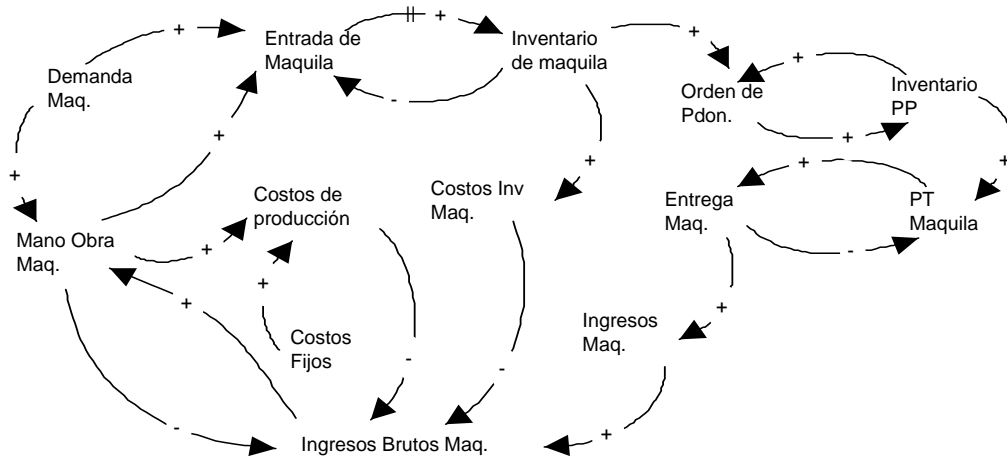 Entrada de
Maquila
Inventario
de maquila
Demanda
Maq.
Orden de
Pdon.
Inventario
PP
Costos de
producción
Costos Inv
Maq.
Entrega
Maq.
PT
Maquila
Mano Obra
Maq.
Costos
Fijos
Ingresos
Maq.
Ingresos Brutos Maq.
+
+
+
-
+
+
+
+
+
+
+
+
-
+
+
+
+
-
-
-
+